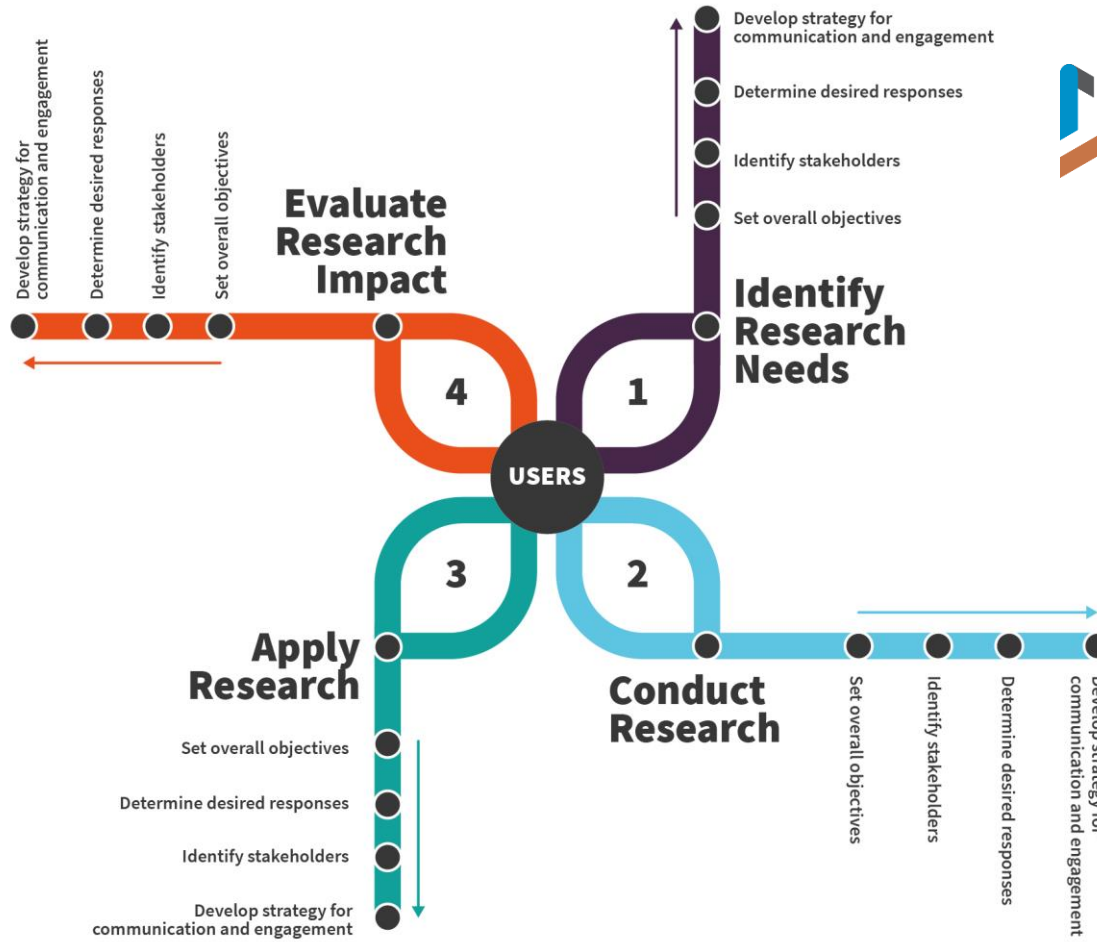 Develop strategy for
communication and engagement
Determine desired responses
Identify stakeholders
Set overall objectives
Identify
Research
Needs
1
Develop strategy for
communication and engagement
Determine desired responses
Identify stakeholders
Set overall objectives
Evaluate
Research
Impact
4
USERS
3
2
Apply
Research
Set overall objectives
Determine desired responses
Identify stakeholders
Develop strategy for
communication and engagement
Conduct
Research
Set overall objectives
Identify stakeholders
Determine desired responses
Develop strategy for
communication and engagement